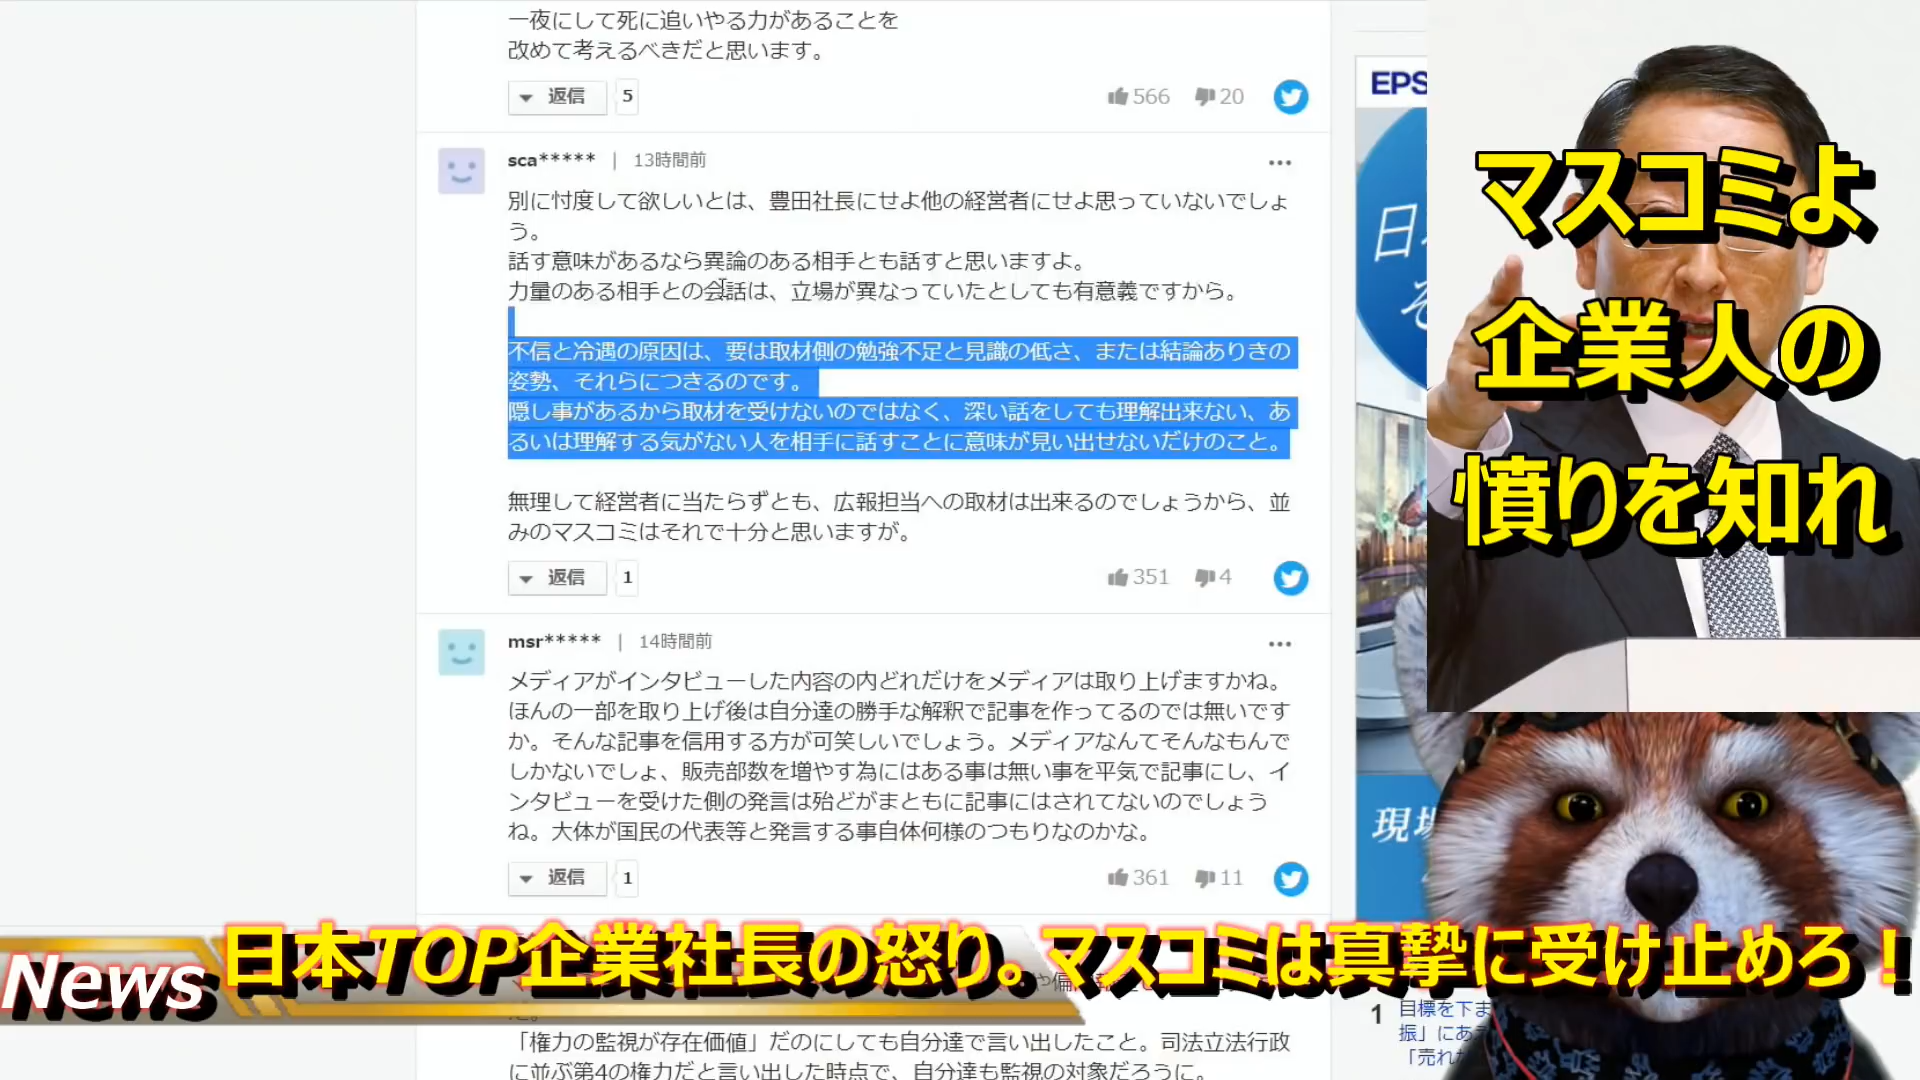 一夜にして死に追いやる力があることを
改めて考えるべきだと思います。
返信 5
566 20
sca***** | 13時間前
別に忖度して欲しいとは、豊田社長にせよ他の経営者にせよ思っていないでしょ
う。
話す意味があるなら異論のある相手とも話すと思いますよ。
力量のある相手との会話は、立場が異なっていたとしても有意義ですから。
不信と冷遇の原因は、要は取材側の勉強不足と見識の低さ、または結論ありきの
姿勢、それらにつきるのです。
隠し事があるから取材を受けないのではなく、深い話をしても理解出来ない、あ
るいは理解する気がない人を相手に話すことに意味が見い出せないだけのこと。
無理して経営者に当たらずとも、広報担当への取材は出来るのでしょうから、並
みのマスコミはそれで十分と思いますが。
返信 1
351 4
msr***** | 14時間前
メディアがインタビューした内容の内どれだけをメディアは取り上げますかね。
ほんの一部を取り上げ後は自分達の勝手な解釈で記事を作ってるのでは無いです
か。そんな記事を信用する方が可笑しいでしょう。メディアなんてそんなもんで
しかないでしょ、販売部数を増やす為にはある事は無い事を平気で記事にし、イ
ンタビューを受けた側の発言は殆どがまともに記事にはされてないのでしょう
ね。大体が国民の代表等と発言する事自体何様のつもりなのかな。
返信 1
361 11
「権力の監視が存在価値」だのにしても自分達で言い出したこと。司法立法行政
に並ぶ第4の権力だと言い出した時点で、自分達も監視の対象だろうに。
EPS
日
そ
現場
1 目標を下ま
振」にあ
「売れ
マスコミよ
企業人の
憤りを知れ
News
日本TOP企業社長の怒り。マスコミは真摯に受け止めろ！